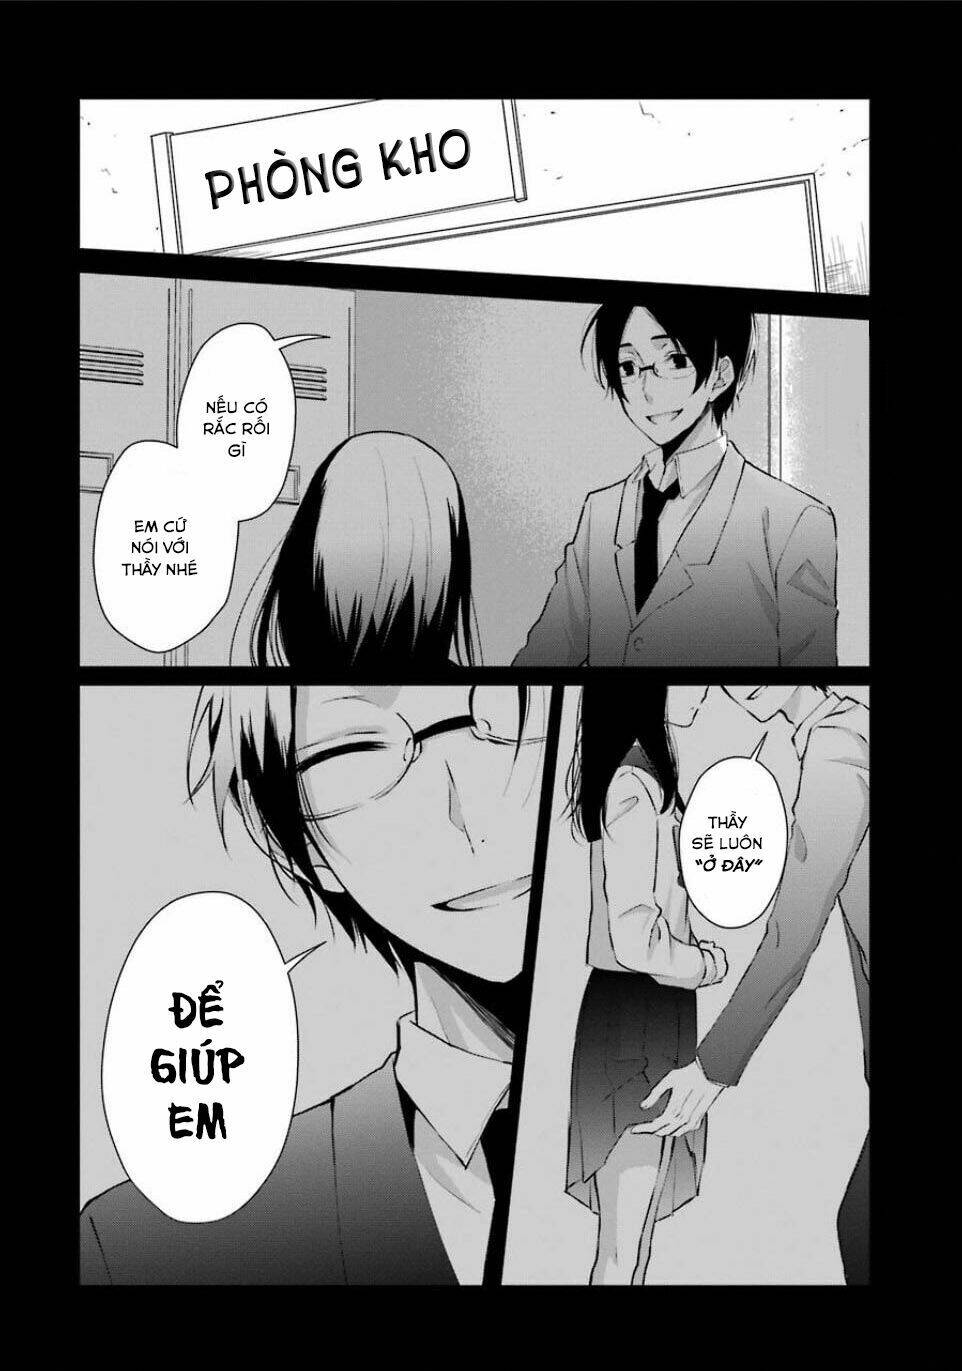 PHÒNG KHO
NẾU CÓ
RẮC RỐI
GÌ
EM CỨ
NÓI VỚI
THẦY NHÉ
THẦY
SẼ LUÔN
"Ở ĐÂY"
ĐỂ
GIÚP
EM